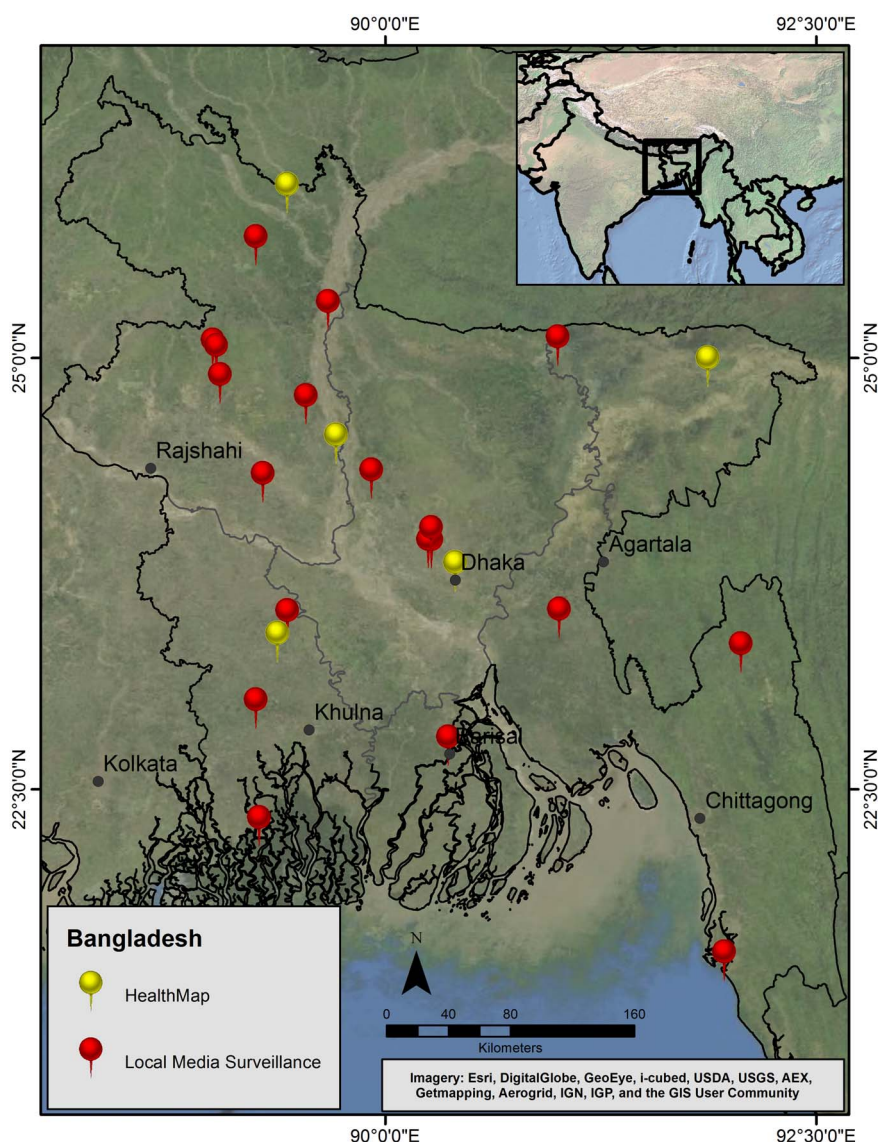 90°0'0"E
92°30'0"E
25°0'0"N
25°0'0"N
Rajshahi
Agartala
Dhaka
Khulna
Barisal
Kolkata
Chittagong
22°30'0"N
22°30'0"N
Bangladesh
HealthMap
Local Media Surveillance
N
0 40 80 160
Kilometers
Imagery: Esri, DigitalGlobe, GeoEye, i-cubed, USDA, USGS, AEX,
Getmapping, Aerogrid, IGN, IGP, and the GIS User Community
90°0'0"E
92°30'0"E